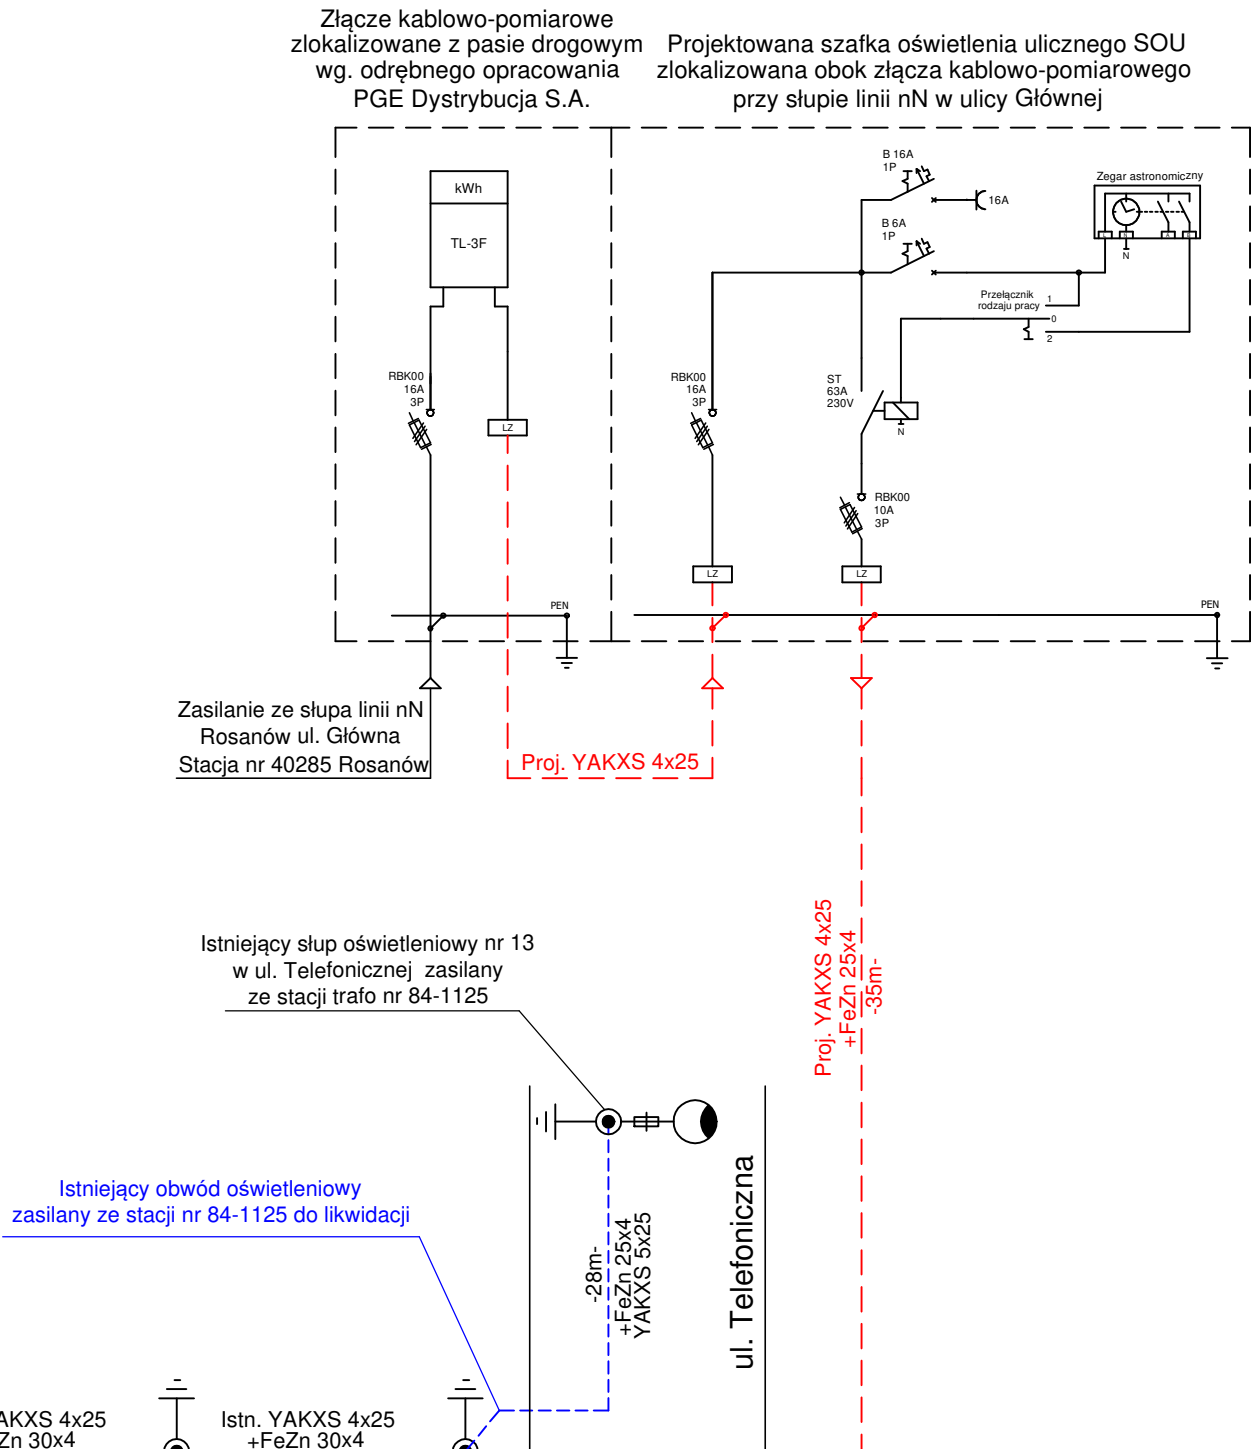 Złącze kablowo-pomiarowe
zlokalizowane z pasie drogowym
wg. odrębnego opracowania
PGE Dystrybucja S.A.
Projektowana szafka oświetlenia ulicznego SOU
zlokalizowana obok złącza kablowo-pomiarowego
przy słupie linii nN w ulicy Głównej
kWh
TL-3F
RBK00
16A
3P
LZ
PEN
B 16A
1P
16A
B 6A
1P
Zegar astronomiczny
N
Przełącznik
rodzaju pracy
1
0
2
RBK00
16A
3P
ST
63A
230V
N
RBK00
10A
3P
LZ
LZ
PEN
Zasilanie ze słupa linii nN
Rosanów ul. Główna
Stacja nr 40285 Rosanów
Proj. YAKXS 4x25
Proj. YAKXS 4x25
+FeZn 25x4
-35m-
Istniejący słup oświetleniowy nr 13
w ul. Telefonicznej zasilany
ze stacji trafo nr 84-1125
Istniejący obwód oświetleniowy
zasilany ze stacji nr 84-1125 do likwidacji
-28m-
+FeZn 25x4
YAKXS 5x25
ul. Telefoniczna
AKXS 4x25
Zn 30x4
Istn. YAKXS 4x25
+FeZn 30x4